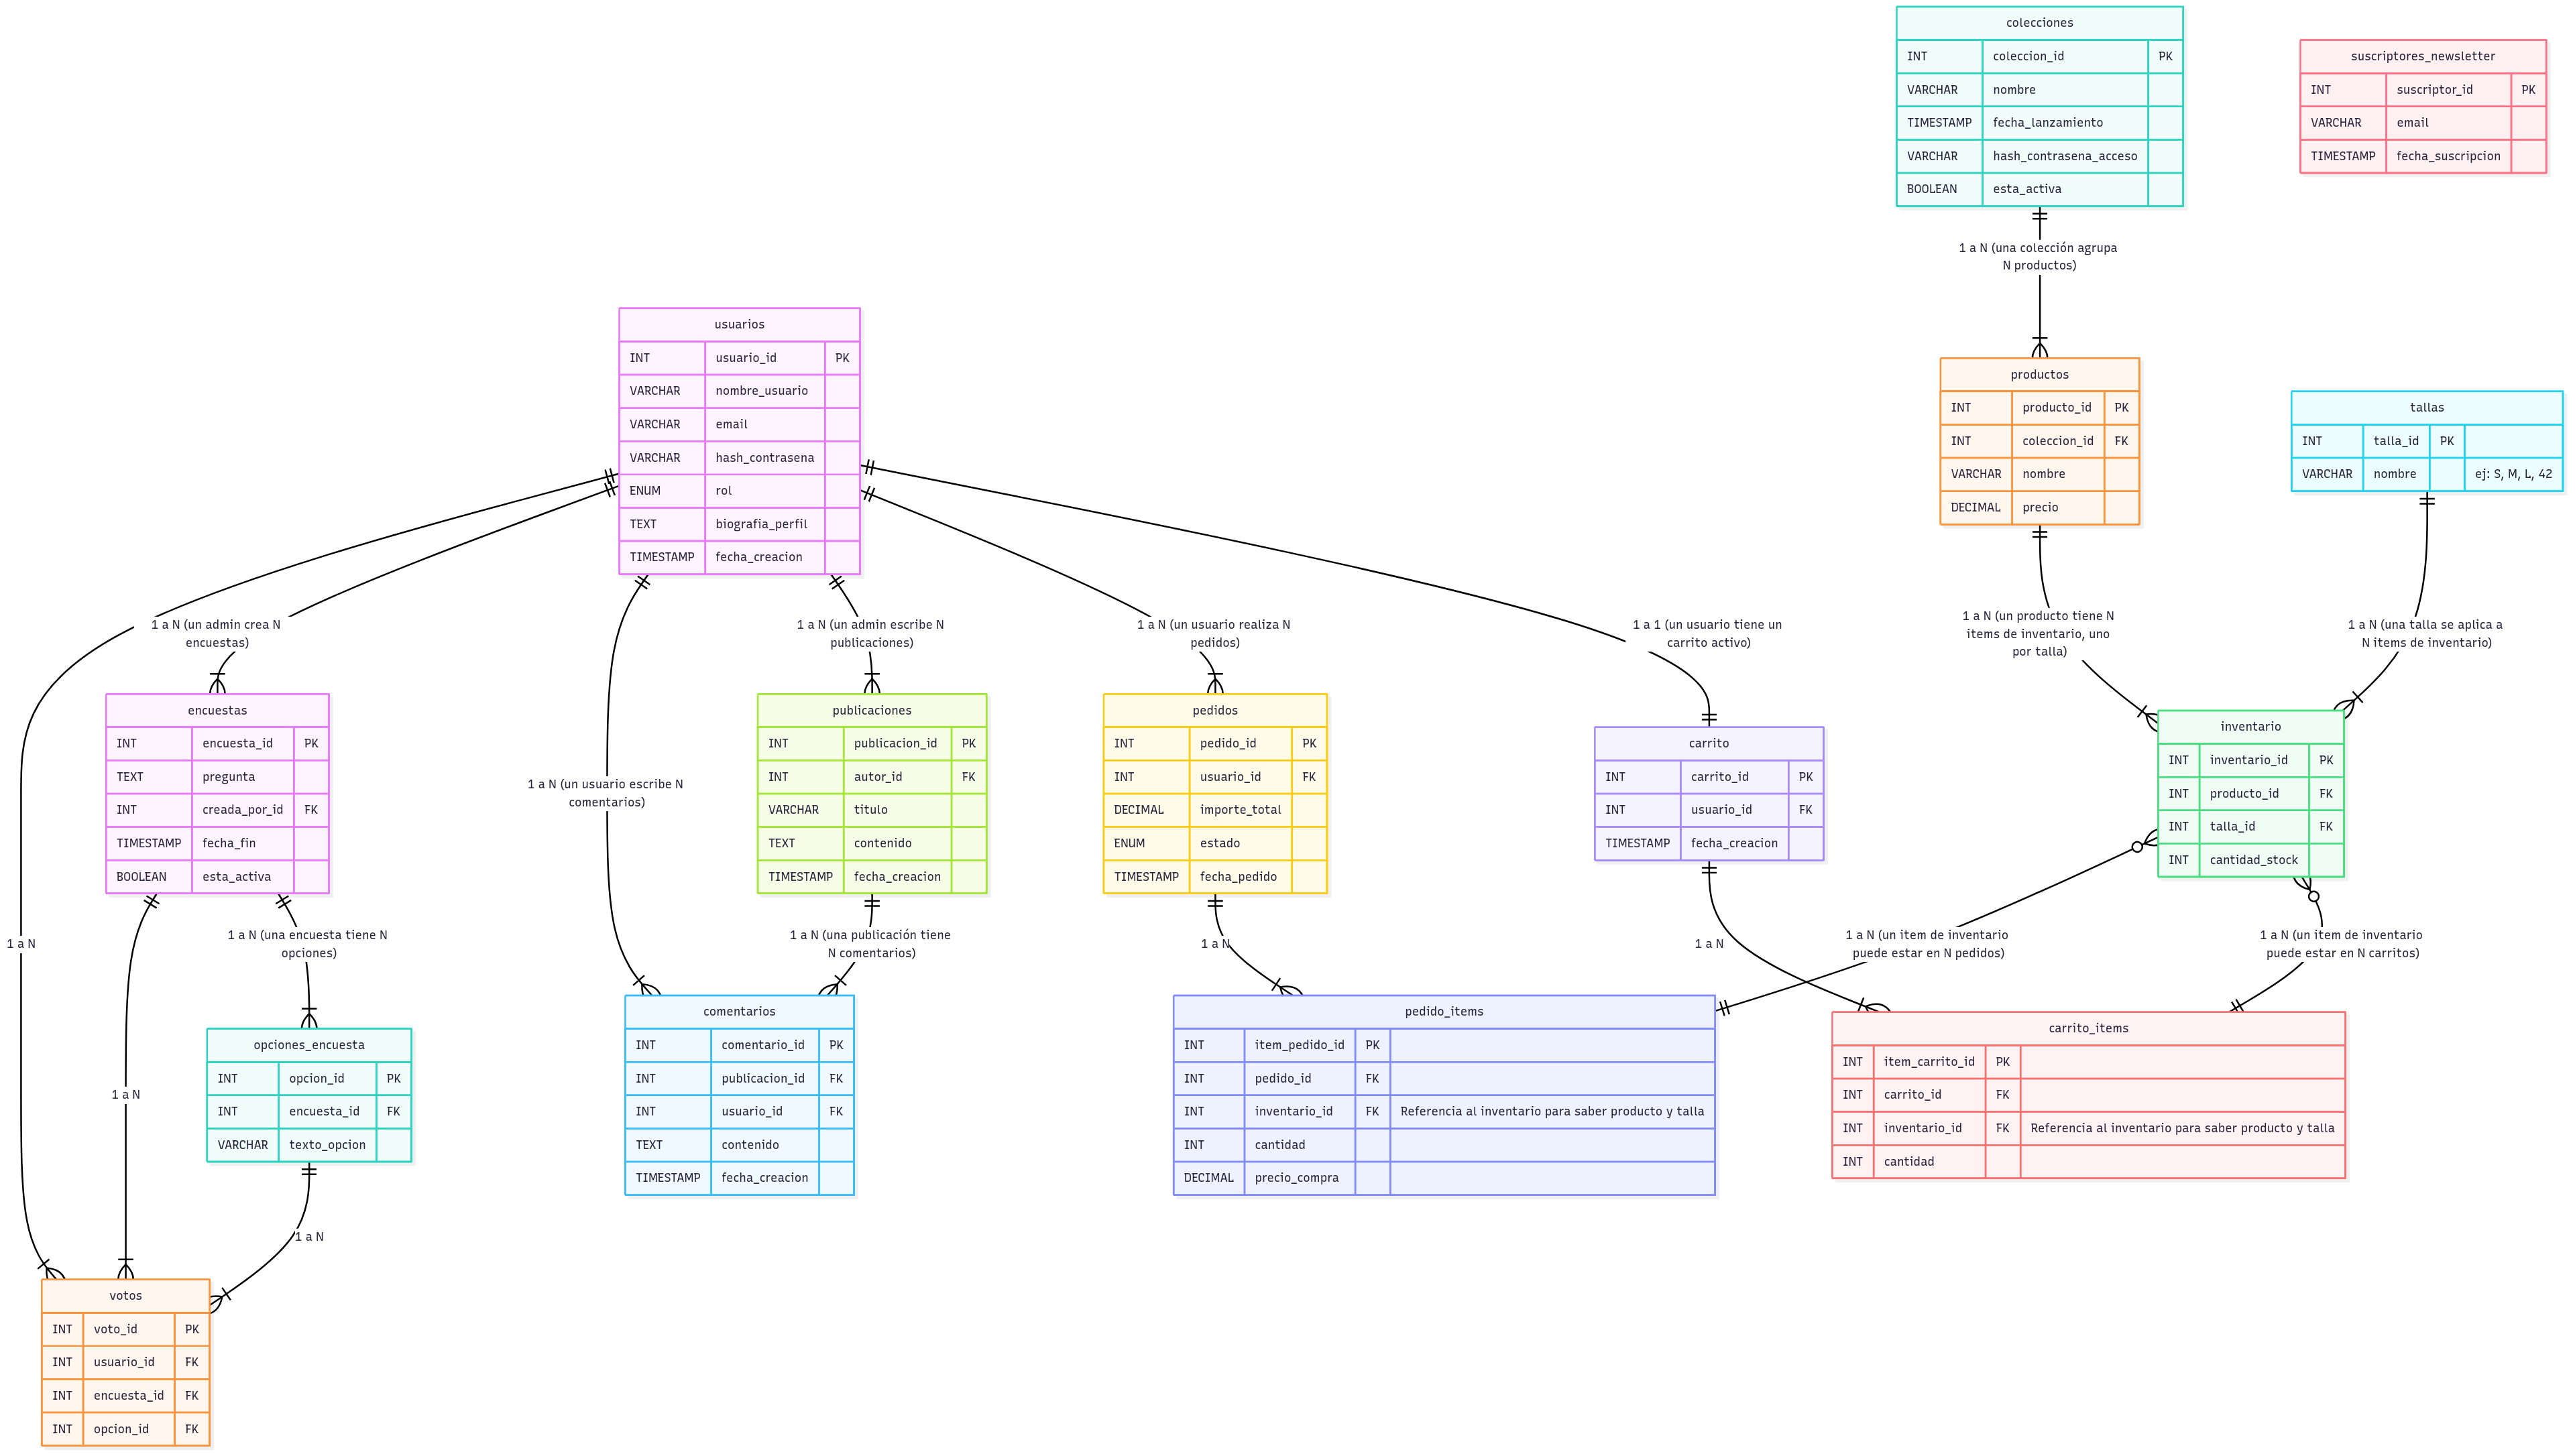 colecciones
INT coleccion_id PK
VARCHAR nombre
TIMESTAMP fecha_lanzamiento
VARCHAR hash_contrasena_acceso
BOOLEAN esta_activa
suscriptores_newsletter
INT suscriptor_id PK
VARCHAR email
TIMESTAMP fecha_suscripcion
1 a N (una colección agrupa
N productos)
usuarios
INT usuario_id PK
VARCHAR nombre_usuario
VARCHAR email
VARCHAR hash_contrasena
ENUM rol
TEXT biografia_perfil
TIMESTAMP fecha_creacion
productos
INT producto_id PK
INT coleccion_id FK
VARCHAR nombre
DECIMAL precio
tallas
INT talla_id PK
VARCHAR nombre ej: S, M, L, 42
1 a N (un admin crea N
encuestas)
1 a N (un admin escribe N
publicaciones)
1 a N (un usuario realiza N
pedidos)
1 a 1 (un usuario tiene un
carrito activo)
1 a N (un producto tiene N
items de inventario, uno
por talla)
1 a N (una talla se aplica a
N items de inventario)
encuestas
INT encuesta_id PK
TEXT pregunta
INT creada_por_id FK
TIMESTAMP fecha_fin
BOOLEAN esta_activa
1 a N (un usuario escribe N
comentarios)
publicaciones
INT publicacion_id PK
INT autor_id FK
VARCHAR titulo
TEXT contenido
TIMESTAMP fecha_creacion
pedidos
INT pedido_id PK
INT usuario_id FK
DECIMAL importe_total
ENUM estado
TIMESTAMP fecha_pedido
carrito
INT carrito_id PK
INT usuario_id FK
TIMESTAMP fecha_creacion
inventario
INT inventario_id PK
INT producto_id FK
INT talla_id FK
INT cantidad_stock
1 a N
1 a N (una encuesta tiene N
opciones)
1 a N (una publicación tiene
N comentarios)
1 a N
1 a N
1 a N (un item de inventario
puede estar en N pedidos)
1 a N (un item de inventario
puede estar en N carritos)
1 a N
opciones_encuesta
INT opcion_id PK
INT encuesta_id FK
VARCHAR texto_opcion
comentarios
INT comentario_id PK
INT publicacion_id FK
INT usuario_id FK
TEXT contenido
TIMESTAMP fecha_creacion
pedido_items
INT item_pedido_id PK
INT pedido_id FK
INT inventario_id FK Referencia al inventario para saber producto y talla
INT cantidad
DECIMAL precio_compra
carrito_items
INT item_carrito_id PK
INT carrito_id FK
INT inventario_id FK Referencia al inventario para saber producto y talla
INT cantidad
1 a N
votos
INT voto_id PK
INT usuario_id FK
INT encuesta_id FK
INT opcion_id FK